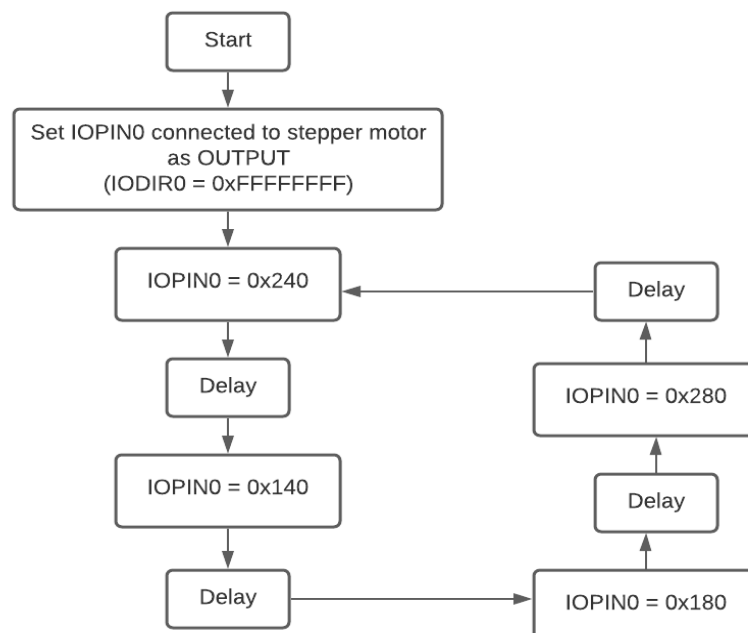 Start
Set IOPIN0 connected to stepper motor
as OUTPUT
(IODIR0 = 0xFFFFFFFF)
IOPIN0 = 0x240
Delay
IOPIN0 = 0x140
Delay
IOPIN0 = 0x180
Delay
IOPIN0 = 0x280
Delay